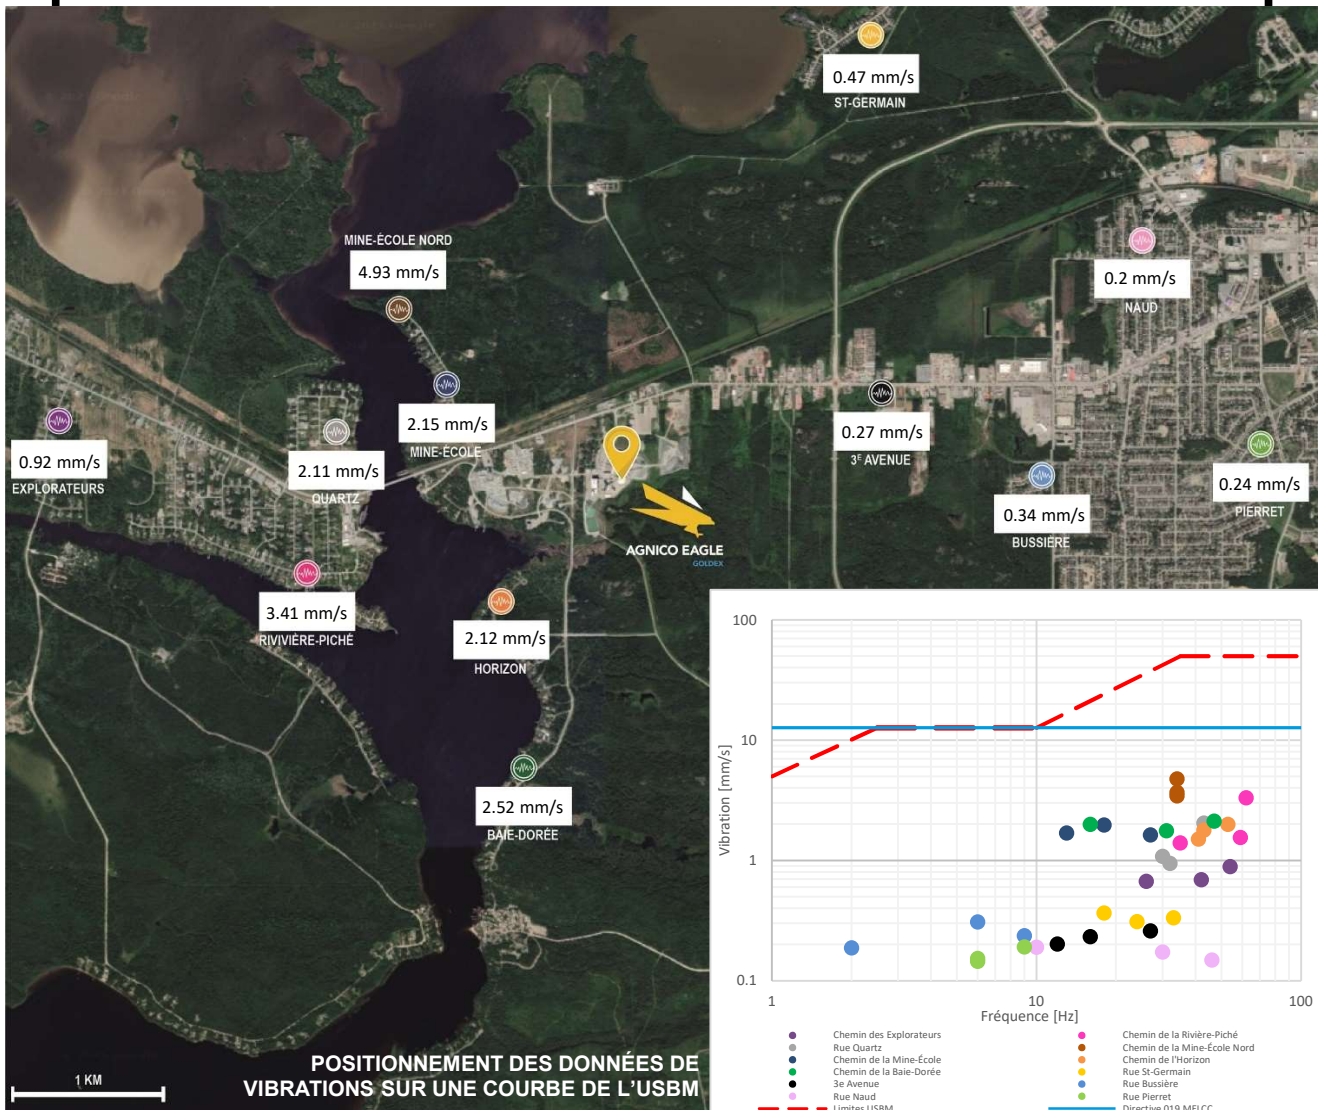 0.47 mm/s
ST-GERMAIN
MINE-ÉCOLE NORD
4.93 mm/s
0.2 mm/s
NAUD
2.15 mm/s
MINE-ÉCOLE
0.27 mm/s
3E AVENUE
0.92 mm/s
EXPLORATEURS
2.11 mm/s
QUARTZ
0.24 mm/s
PIERRET
0.34 mm/s
BUSSIÈRE
AGNICO EAGLE
GOLDEX
3.41 mm/s
RIVIVIÈRE-PICHÉ
2.12 mm/s
HORIZON
2.52 mm/s
BAIE-DORÉE
POSITIONNEMENT DES DONNÉES DE
VIBRATIONS SUR UNE COURBE DE L'USBM
1 KM
100
10
1
0.1
Vibration [mm/s]
1
10
100
Fréquence [Hz]
Chemin des Explorateurs
Chemin de la Rivière-Piché
Rue Quartz
Chemin de la Mine-École Nord
Chemin de la Mine-École
Chemin de l'Horizon
Chemin de la Baie-Dorée
Rue St-Germain
3e Avenue
Rue Bussière
Rue Naud
Rue Pierret
Limites USBM
Directive 019 MELCC